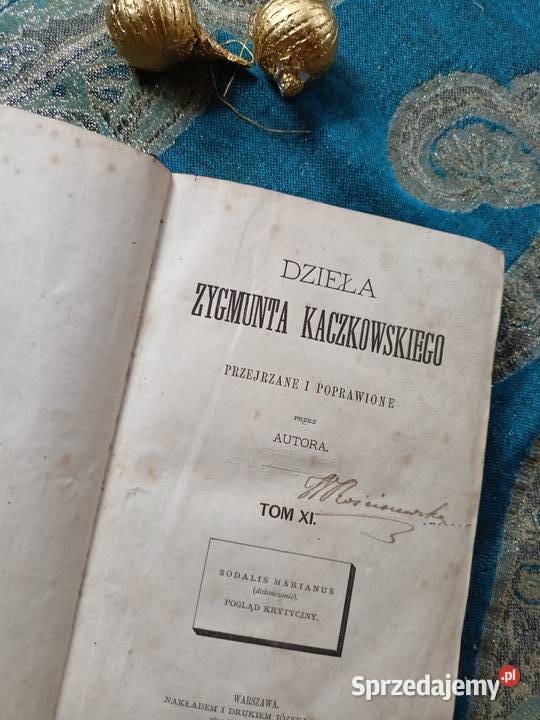 DZIEŁA
ZYGMUNTA KACZKOWSKIEGO
PRZEJRZANE I POPRAWIONE
PRZEZ
AUTORA.
TOM XI.
SODALIS MARIANUS
(dokończenie).
POGLĄD KRYTYCZNY.
WARSZAWA.
NAKŁADEM I DRUKIEM
Sprzedajemy.pl